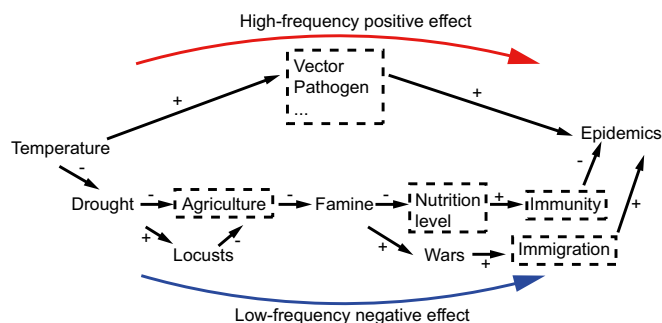 High-frequency positive effect
Vector
Pathogen
...
+
+
Temperature
Epidemics
-
-
Drought
-
Agriculture
-
Famine
-
Nutrition
level
+
Immunity
+
+
Locusts
-
+
Wars
+
Immigration
Low-frequency negative effect